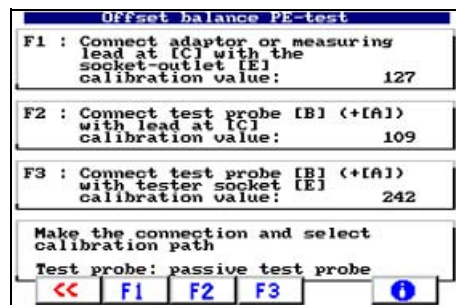 Offset balance PE-test
F1 : Connect adaptor or measuring
lead at [C] with the
socket-outlet [E]
calibration value: 127
F2 : Connect test probe [B] (+[A])
with lead at [C]
calibration value: 109
F3 : Connect test probe [B] (+[A])
with tester socket [E]
calibration value: 242
Make the connection and select
calibration path
Test probe: passive test probe
<< F1 F2 F3 i